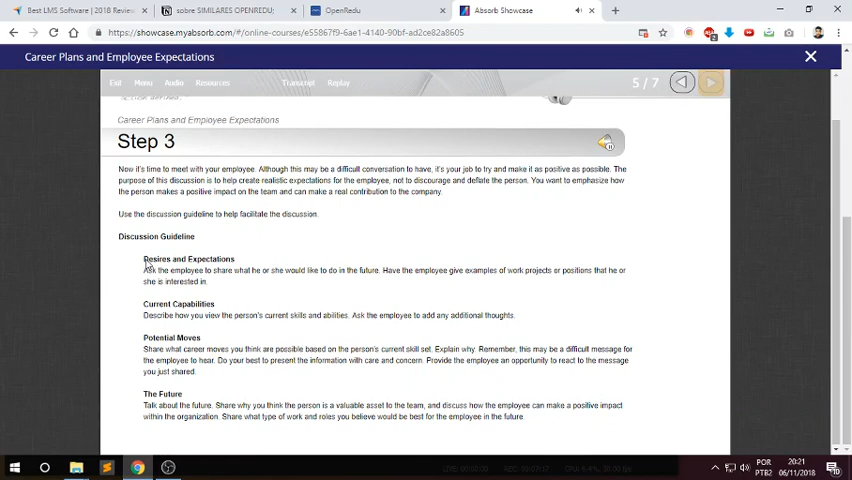 Best LMS Software | 2018 Review
sobre SIMILARES OPENREDU;
OpenRedu
Absorb Showcase
https://showcase.myabsorb.com/#/online-courses/e55867f9-6ae1-4140-90bf-ad2ce82a8605
Career Plans and Employee Expectations
Exit Menu Audio Resources Transcript Replay 5 / 7
Career Plans and Employee Expectations
Step 3
Now it's time to meet with your employee. Although this may be a difficult conversation to have, it's your job to try and make it as positive as possible. The
purpose of this discussion is to help create realistic expectations for the employee, not to discourage and deflate the person. You want to emphasize how
the person makes a positive impact on the team and can make a real contribution to the company.
Use the discussion guideline to help facilitate the discussion.
Discussion Guideline
Desires and Expectations
Ask the employee to share what he or she would like to do in the future. Have the employee give examples of work projects or positions that he or
she is interested in.
Current Capabilities
Describe how you view the person's current skills and abilities. Ask the employee to add any additional thoughts.
Potential Moves
Share what career moves you think are possible based on the person's current skill set. Explain why. Remember, this may be a difficult message for
the employee to hear. Do your best to present the information with care and concern. Provide the employee an opportunity to react to the message
you just shared.
The Future
Talk about the future. Share why you think the person is a valuable asset to the team, and discuss how the employee can make a positive impact
within the organization. Share what type of work and roles you believe would be best for the employee in the future.
POR
PTB2
20:21
06/11/2018